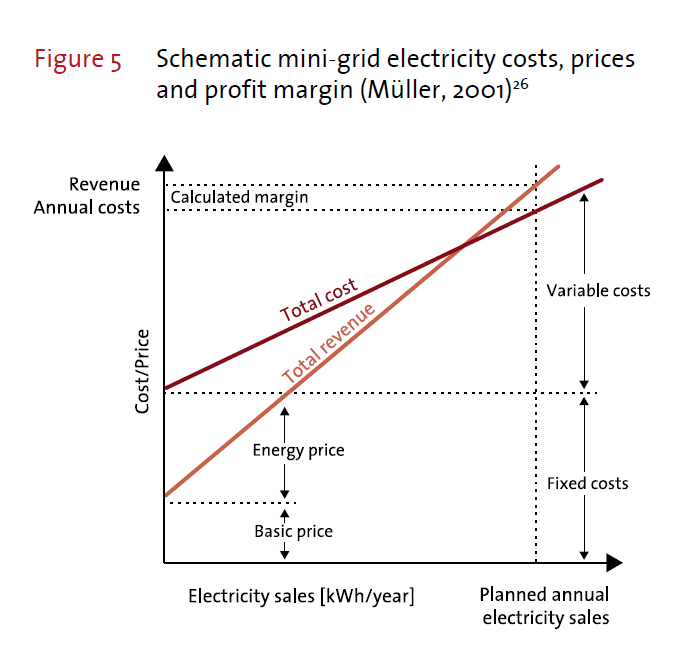 Figure 5
Schematic mini-grid electricity costs, prices
and profit margin (Müller, 2001)26
Revenue
Annual costs
Calculated margin
Total cost
Total revenue
Variable costs
Cost/Price
Energy price
Fixed costs
Basic price
Electricity sales [kWh/year]
Planned annual
electricity sales